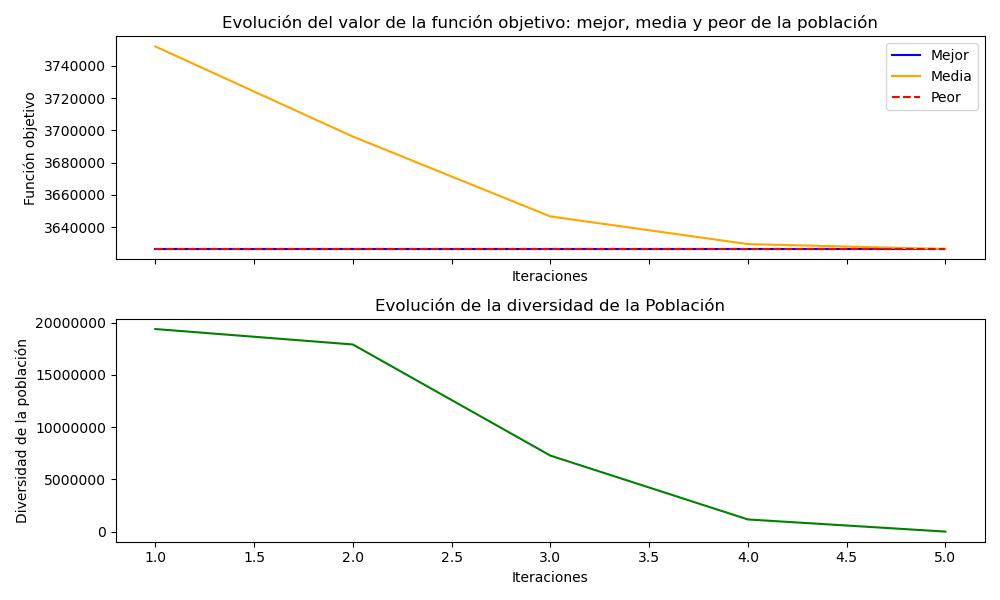 Evolución del valor de la función objetivo: mejor, media y peor de la población
Función objetivo
3740000
3720000
3700000
3680000
3660000
3640000
Mejor
Media
Peor
Iteraciones
Evolución de la diversidad de la Población
Diversidad de la población
20000000
15000000
10000000
5000000
0
1.0 1.5 2.0 2.5 3.0 3.5 4.0 4.5 5.0
Iteraciones